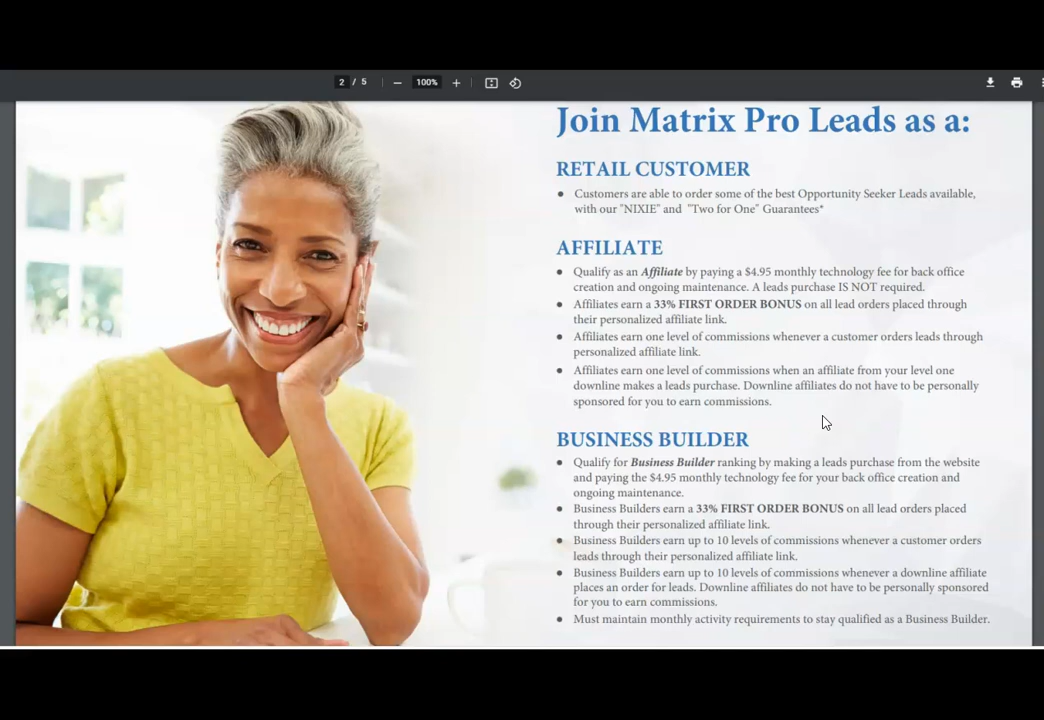 2 / 5 − 100% +
Join Matrix Pro Leads as a:
RETAIL CUSTOMER
● Customers are able to order some of the best Opportunity Seeker Leads available,
with our "NIXIE" and "Two for One" Guarantees*
AFFILIATE
● Qualify as an Affiliate by paying a $4.95 monthly technology fee for back office
creation and ongoing maintenance. A leads purchase IS NOT required.
● Affiliates earn a 33% FIRST ORDER BONUS on all lead orders placed through
their personalized affiliate link.
● Affiliates earn one level of commissions whenever a customer orders leads through
personalized affiliate link.
● Affiliates earn one level of commissions when an affiliate from your level one
downline makes a leads purchase. Downline affiliates do not have to be personally
sponsored for you to earn commissions.
BUSINESS BUILDER
● Qualify for Business Builder ranking by making a leads purchase from the website
and paying the $4.95 monthly technology fee for your back office creation and
ongoing maintenance.
● Business Builders earn a 33% FIRST ORDER BONUS on all lead orders placed
through their personalized affiliate link.
● Business Builders earn up to 10 levels of commissions whenever a customer orders
leads through their personalized affiliate link.
● Business Builders earn up to 10 levels of commissions whenever a downline affiliate
places an order for leads. Downline affiliates do not have to be personally sponsored
for you to earn commissions.
● Must maintain monthly activity requirements to stay qualified as a Business Builder.